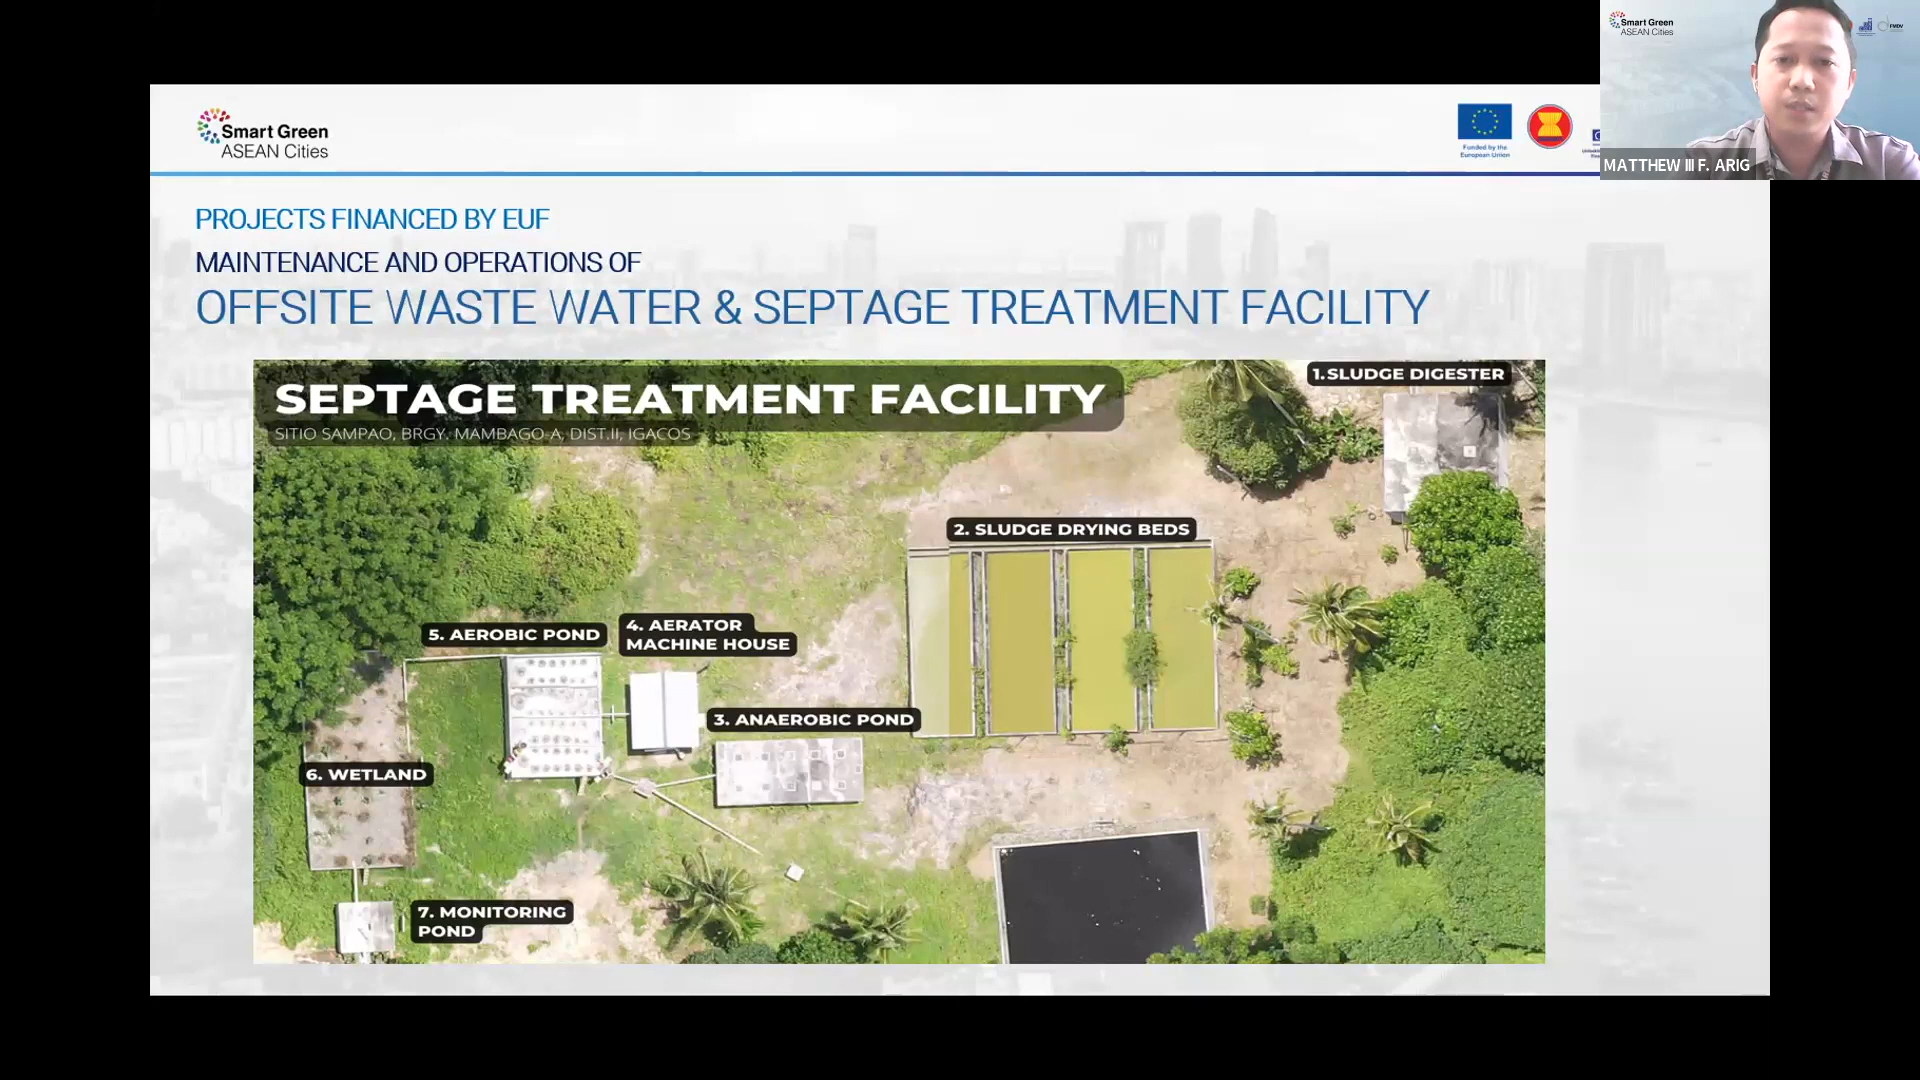 Smart Green
ASEAN Cities
Funded by the
European Union
Smart Green
ASEAN Cities
FMDV
MATTHEW III F. ARIG
PROJECTS FINANCED BY EUF
MAINTENANCE AND OPERATIONS OF
OFFSITE WASTE WATER & SEPTAGE TREATMENT FACILITY
SEPTAGE TREATMENT FACILITY
SITIO SAMPAO, BRGY. MAMBAGO-A, DIST.II, IGACOS
1.SLUDGE DIGESTER
2. SLUDGE DRYING BEDS
5. AEROBIC POND
4. AERATOR
MACHINE HOUSE
3. ANAEROBIC POND
6. WETLAND
7. MONITORING
POND